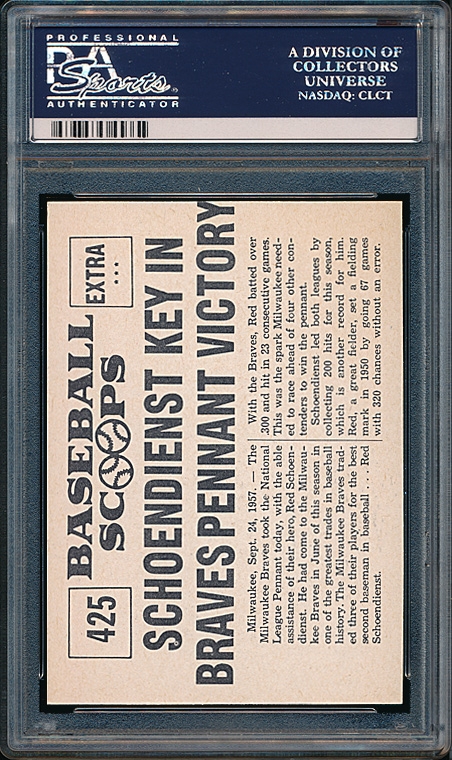 PROFESSIONAL
PSA
Sports
AUTHENTICATOR
A DIVISION OF
COLLECTORS
UNIVERSE
NASDAQ: CLCT
425
BASEBALL
SCOOPS
EXTRA
...
SCHOENDIENST KEY IN
BRAVES PENNANT VICTORY
Milwaukee, Sept. 24, 1957. — The
Milwaukee Braves took the National
League Pennant today, with the able
assistance of their hero, Red Schoen-
dienst. He had come to the Milwau-
kee Braves in June of this season in
one of the greatest trades in baseball
history. The Milwaukee Braves trad-
ed three of their players for the best
second baseman in baseball . . . Red
Schoendienst.
With the Braves, Red batted over
.300 and hit in 23 consecutive games.
This was the spark Milwaukee need-
ed to race ahead of four other con-
tenders to win the pennant.
Schoendienst led both leagues by
collecting 200 hits for this season,
which is another record for him.
Red, a great fielder, set a fielding
mark in 1950 by going 67 games
with 320 chances without an error.